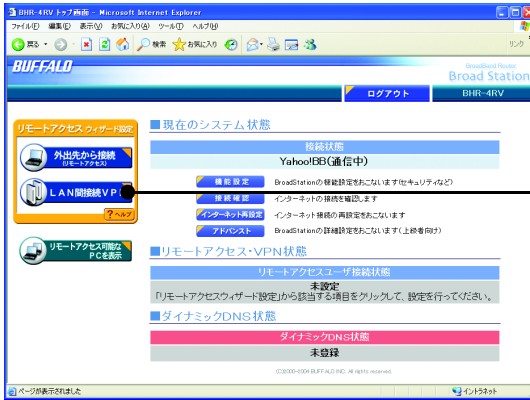 BHR-4RV トップ画面 - Microsoft Internet Explorer
ファイル(F) 編集(E) 表示(V) お気に入り(A) ツール(T) ヘルプ(H)
戻る 検索 お気に入り リンク
BUFFALO
BroadBand Router
Broad Station
ログアウト BHR-4RV
リモートアクセス ウィザード設定
外出先から接続
(リモートアクセス)
LAN間接続VP
?ヘルプ
リモートアクセス可能な
PCを表示
■現在のシステム状態
接続状態
Yahoo!BB(通信中)
機能設定 BroadStationの機能設定をおこないます(セキュリティなど)
接続確認 インターネットの接続を確認します
インターネット再設定 インターネット接続の再設定をおこないます
アドバンスト BroadStationの詳細設定をおこないます(上級者向け)
■リモートアクセス・VPN状態
リモートアクセスユーザ接続状態
未設定
「リモートアクセスウィザード設定」から該当する項目をクリックして、設定を行ってください。
■ダイナミックDNS状態
ダイナミックDNS状態
未登録
(C)2000-2004 BUFFALO INC. All rights reserved.
ページが表示されました イントラネット